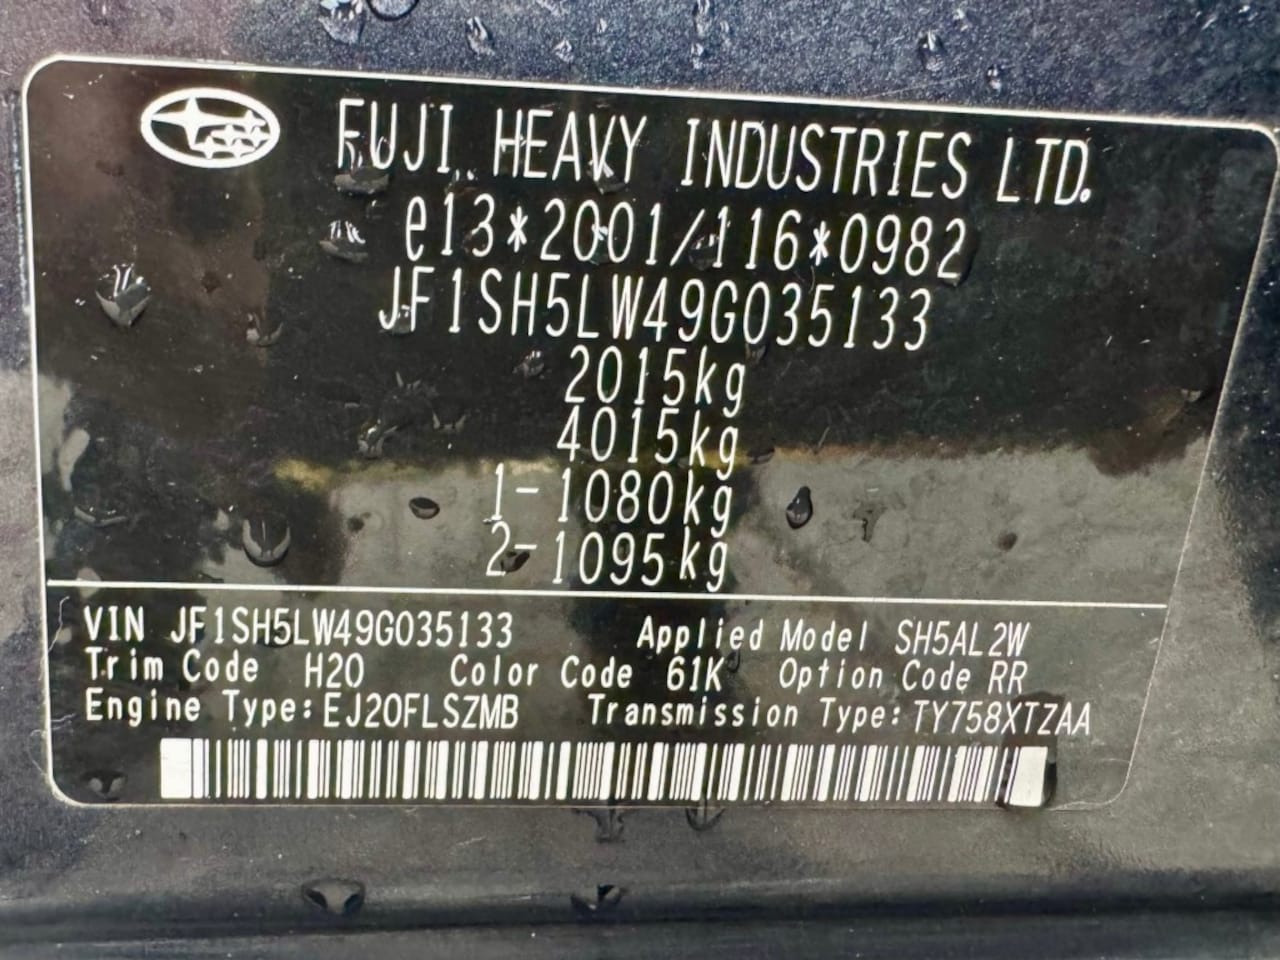 FUJI HEAVY INDUSTRIES LTD.
e13*2001/116*0982
JF1SH5LW49G035133
2015kg
4015kg
1-1080kg
2-1095kg
VIN JF1SH5LW49G035133 Applied Model SH5AL2W
Trim Code H20 Color Code 61K Option Code RR
Engine Type:EJ20FLSZMB Transmission Type:TY758XTZAA